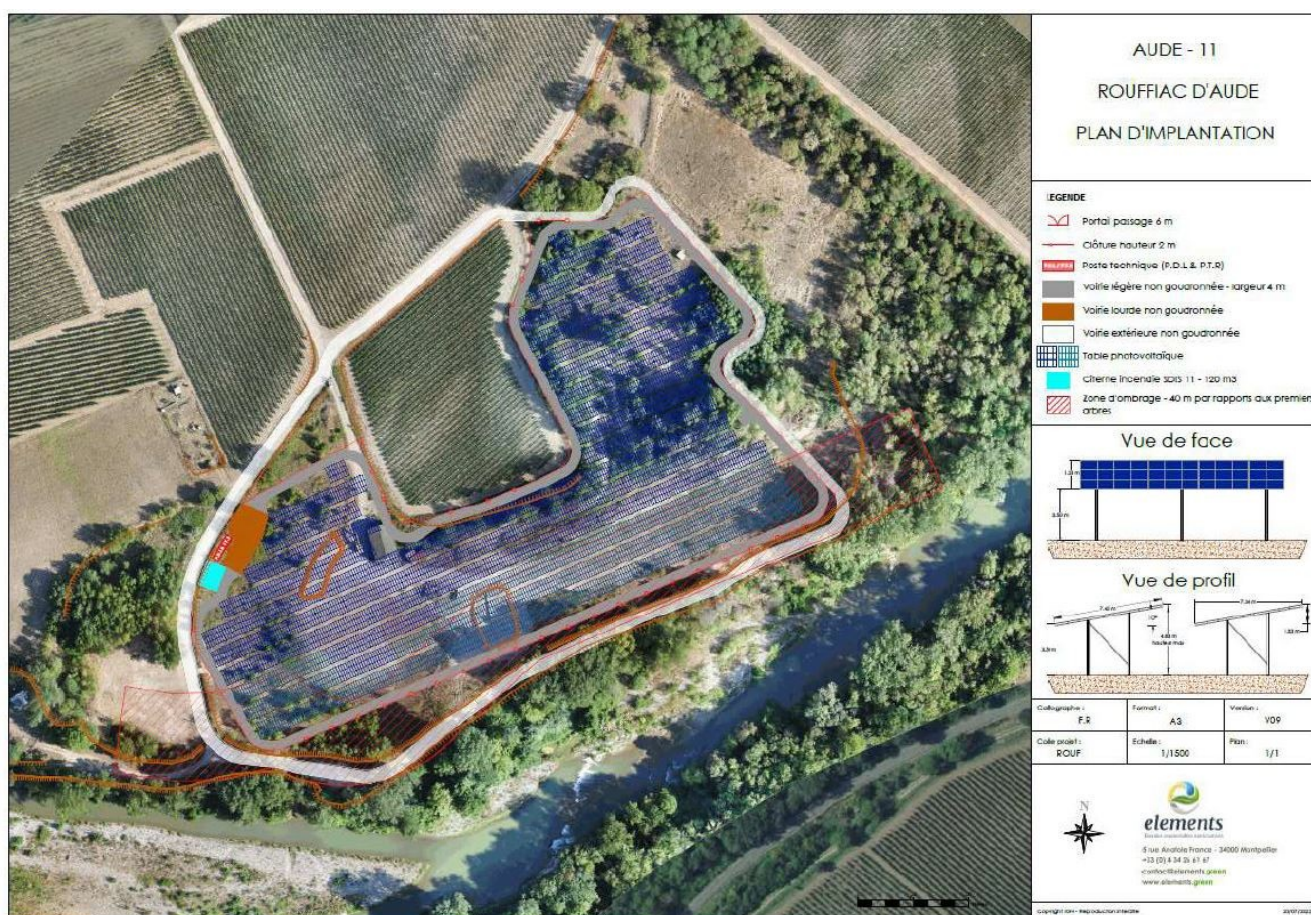 AUDE - 11
ROUFFIAC D'AUDE
PLAN D'IMPLANTATION
LEGENDE
Portail passage 6 m
Clôture hauteur 2 m
Poste technique (P.D.L & P.T.R)
Voirie légère non goudronnée - largeur 4 m
Voirie lourde non goudronnée
Voirie extérieure non goudronnée
Table photovoltaïque
Citerne incendie SDIS 11 - 120 m3
Zone d'ombrage - 40 m par rapports aux premiers
arbres
Vue de face
Vue de profil
hauteur max
Cartographe :
F.R
Format :
A3
Version :
V09
Code projet :
ROUF
Echelle :
1/1500
Plan :
1/1
N
elements
5 rue Anatole France - 34000 Montpellier
+33 (0) 4 34 26 61 67
contact@elements.green
www.elements.green
Copyright IGN - Reproduction interdite